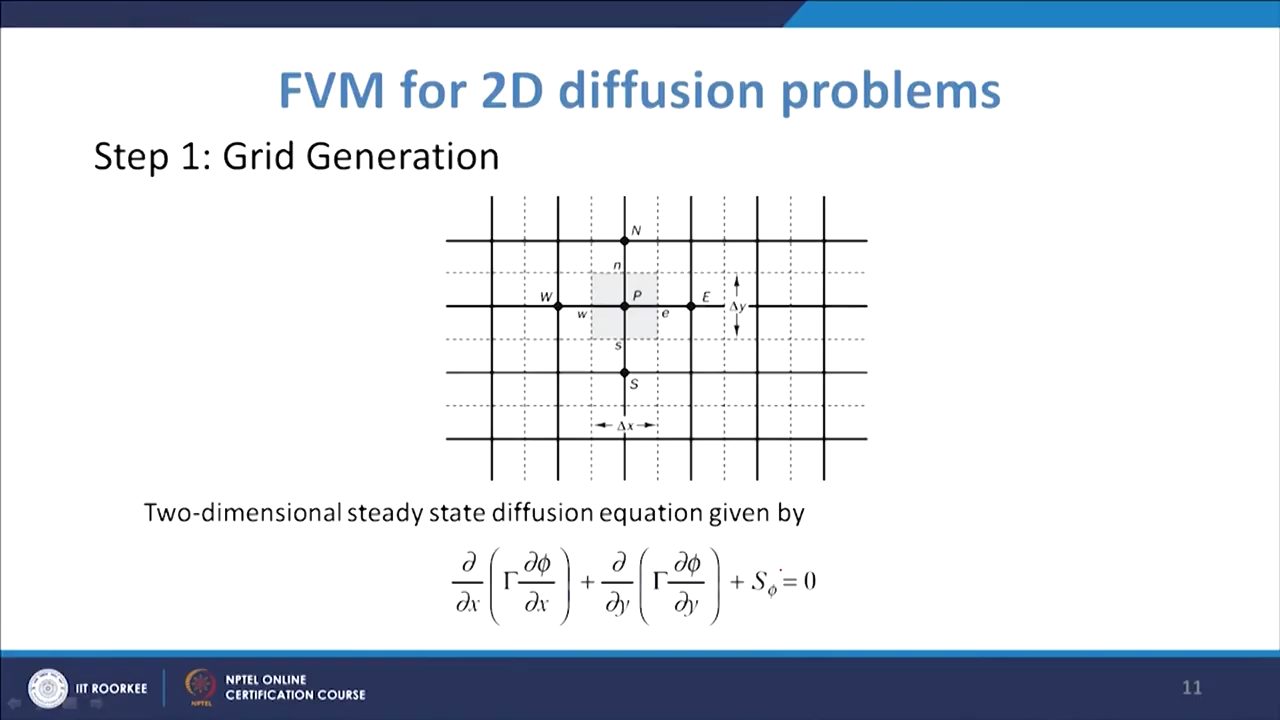 FVM for 2D diffusion problems
Step 1: Grid Generation
N
n
W P E
w e Δy
s
S
Δx
Two-dimensional steady state diffusion equation given by
∂/∂x (Γ ∂ϕ/∂x) + ∂/∂y (Γ ∂ϕ/∂y) + S_ϕ = 0
IIT ROORKEE
NPTEL
NPTEL ONLINE
CERTIFICATION COURSE
11